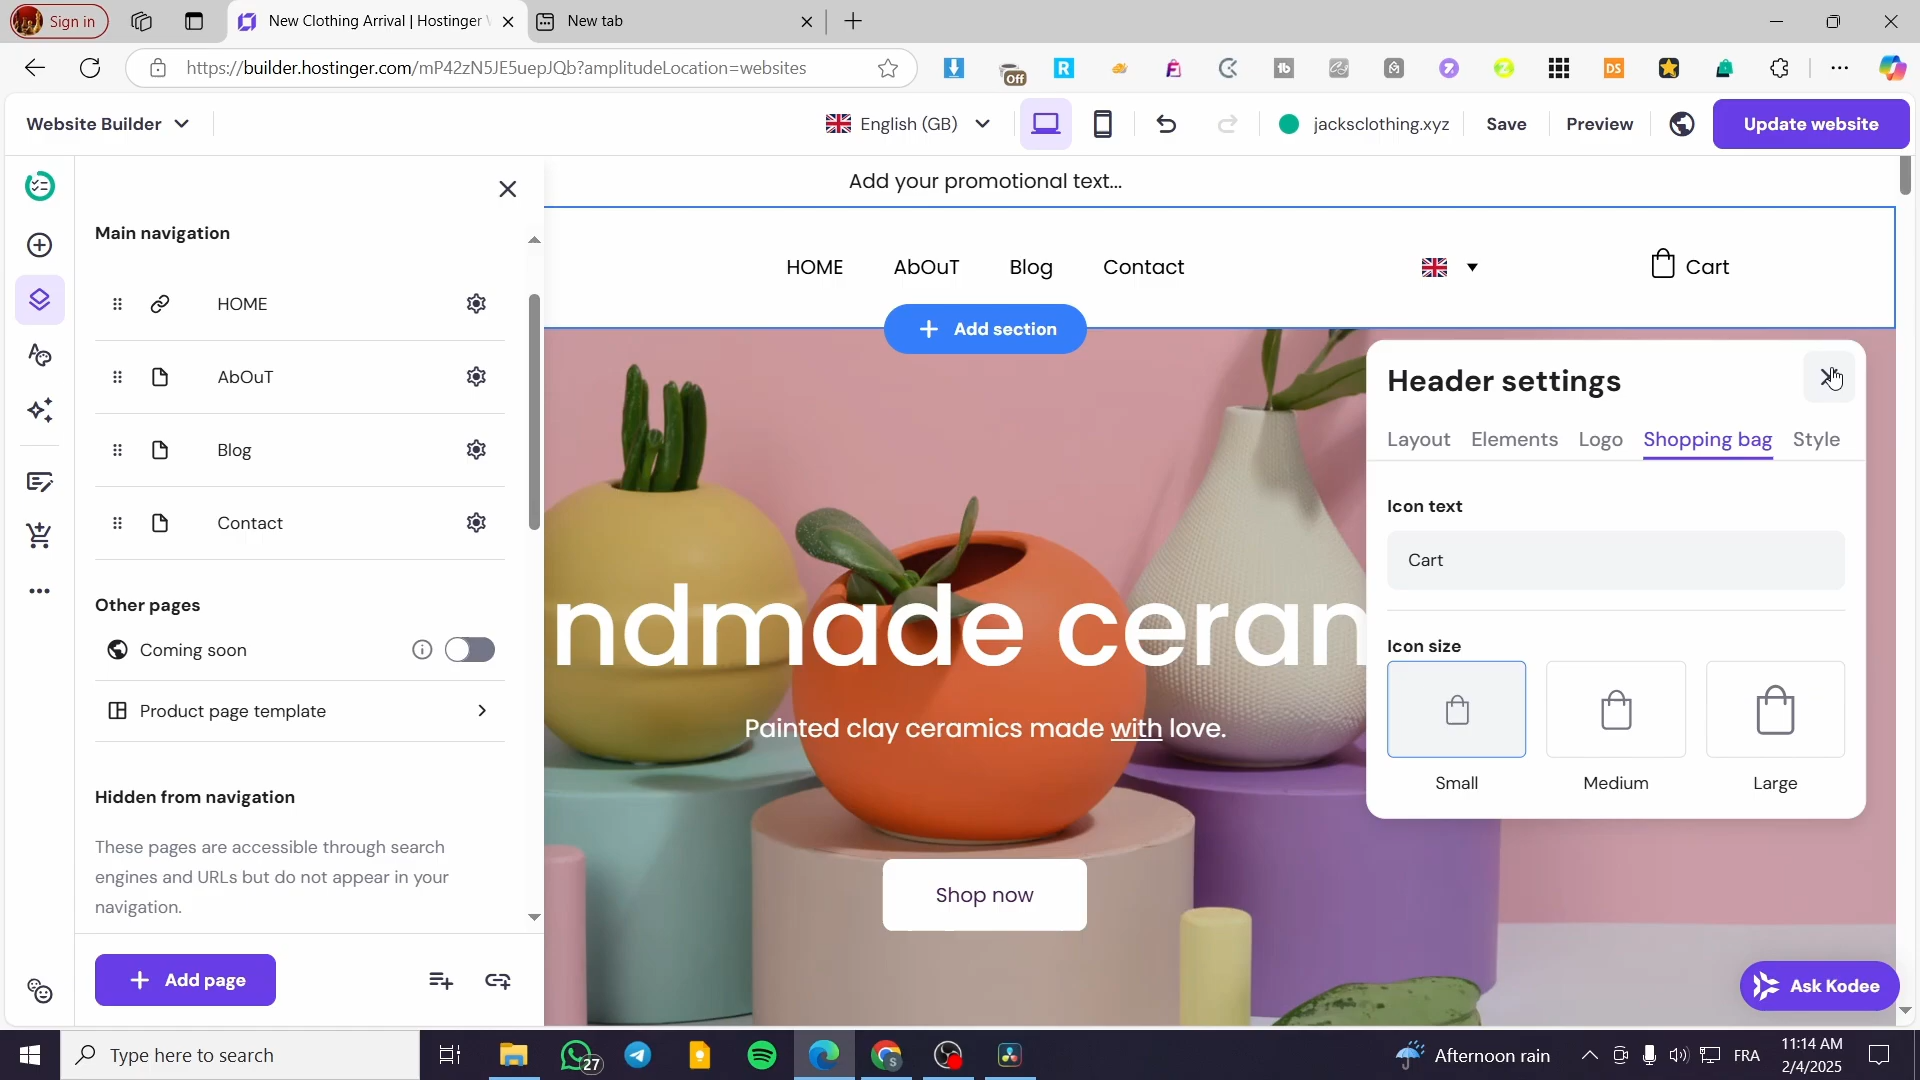 Sign in
New Clothing Arrival | Hostinger W
New tab
https://builder.hostinger.com/mP42zN5JE5uepJQb?amplitudeLocation=websites
Off
Website Builder
English (GB)
jacksclothing.xyz
Save
Preview
Update website
Main navigation
HOME
AbOuT
Blog
Contact
Other pages
Coming soon
Product page template
Hidden from navigation
These pages are accessible through search
engines and URLs but do not appear in your
navigation.
Add page
Add your promotional text...
HOME AbOuT Blog Contact
Cart
Add section
ndmade ceram
Painted clay ceramics made with love.
Shop now
Header settings
Layout Elements Logo Shopping bag Style
Icon text
Cart
Icon size
Small Medium Large
Ask Kodee
Type here to search
27
Afternoon rain
FRA
11:14 AM
2/4/2025